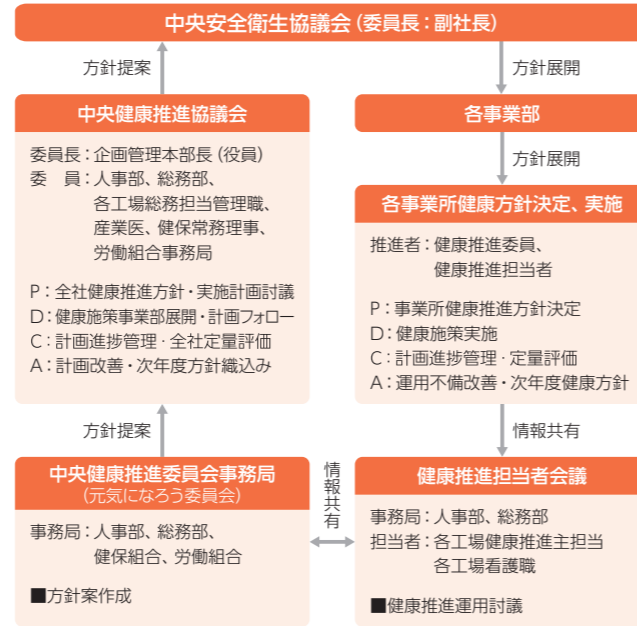 中央安全衛生協議会（委員長：副社長）
方針提案
方針展開
中央健康推進協議会
委員長：企画管理本部長（役員）
委　員：人事部、総務部、
各工場総務担当管理職、
産業医、健保常務理事、
労働組合事務局
P：全社健康推進方針・実施計画討議
D：健康施策事業部展開・計画フォロー
C：計画進捗管理・全社定量評価
A：計画改善・次年度方針織込み
方針提案
中央健康推進委員会事務局
（元気になろう委員会）
事務局：人事部、総務部、
健保組合、労働組合
■方針案作成
情報共有
各事業部
方針展開
各事業所健康方針決定、実施
推進者：健康推進委員、
健康推進担当者
P：事業所健康推進方針決定
D：健康施策実施
C：計画進捗管理・定量評価
A：運用不備改善・次年度健康方針
情報共有
健康推進担当者会議
事務局：人事部、総務部
担当者：各工場健康推進主担当
各工場看護職
■健康推進運用討議